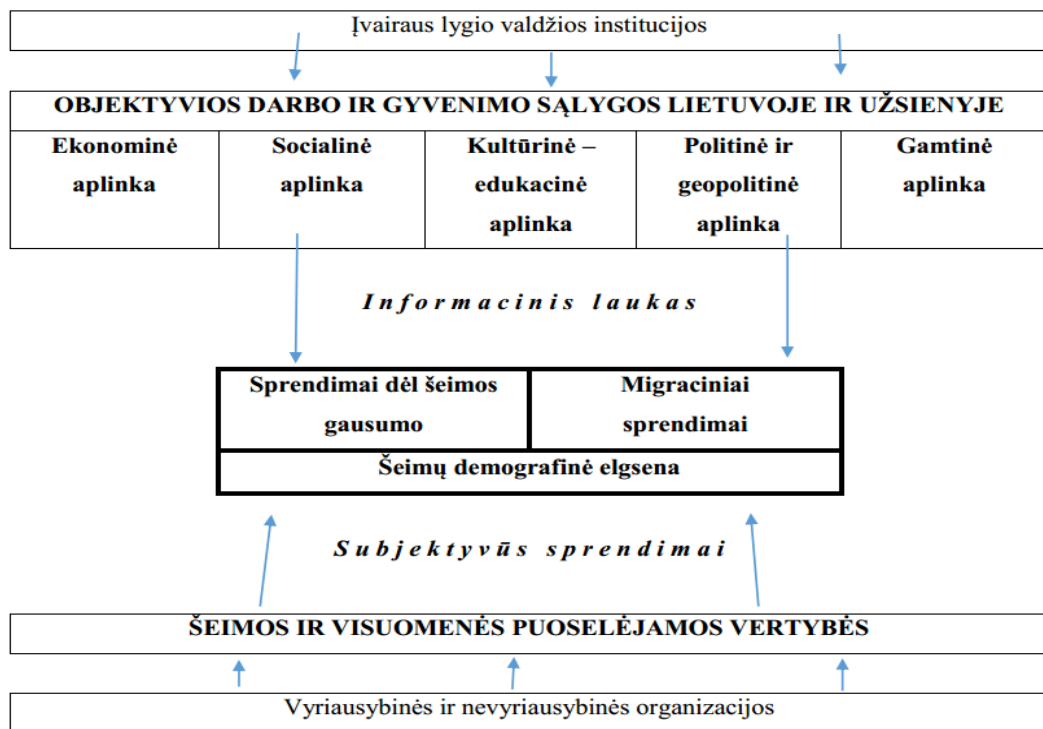 Įvairaus lygio valdžios institucijos
OBJEKTYVIOS DARBO IR GYVENIMO SĄLYGOS LIETUVOJE IR UŽSIENYJE
Ekonominė
aplinka
Socialinė
aplinka
Kultūrinė –
edukacinė
aplinka
Politinė ir
geopolitinė
aplinka
Gamtinė
aplinka
Informacinis laukas
Sprendimai dėl šeimos
gausumo
Migraciniai
sprendimai
Šeimų demografinė elgsena
Subjektyvūs sprendimai
ŠEIMOS IR VISUOMENĖS PUOSELĖJAMOS VERTYBĖS
Vyriausybinės ir nevyriausybinės organizacijos